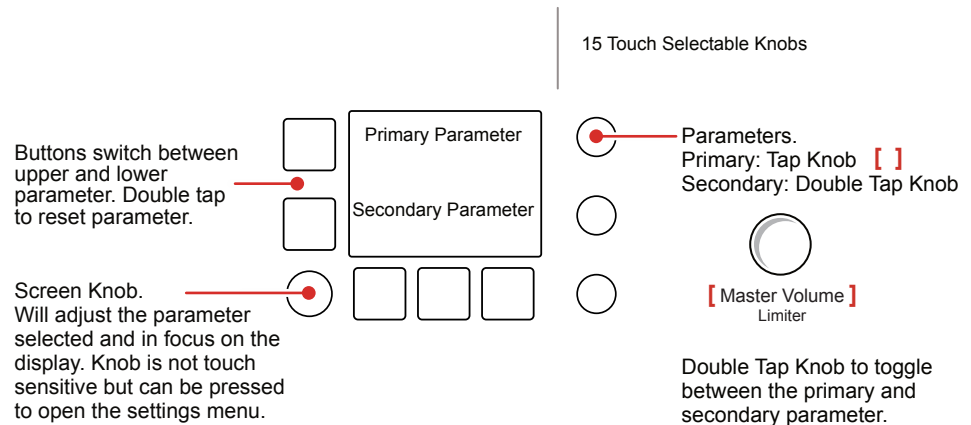 15 Touch Selectable Knobs
Buttons switch between
upper and lower
parameter. Double tap
to reset parameter.
Primary Parameter
Secondary Parameter
Parameters.
Primary: Tap Knob [ ]
Secondary: Double Tap Knob
Screen Knob.
Will adjust the parameter
selected and in focus on the
display. Knob is not touch
sensitive but can be pressed
to open the settings menu.
[ Master Volume ]
Limiter
Double Tap Knob to toggle
between the primary and
secondary parameter.